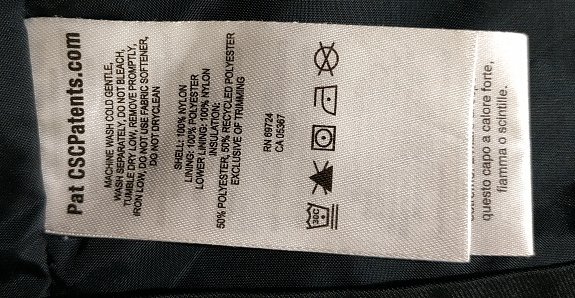 Pat CSCPatents.com
MACHINE WASH COLD GENTLE,
WASH SEPARATELY, DO NOT BLEACH,
TUMBLE DRY LOW, REMOVE PROMPTLY,
IRON LOW, DO NOT USE FABRIC SOFTENER,
DO NOT DRYCLEAN
SHELL: 100% NYLON
LINING: 100% POLYESTER
LOWER LINING: 100% NYLON
INSULATION:
50% POLYESTER, 50% RECYCLED POLYESTER
EXCLUSIVE OF TRIMMING
RN 69724
CA 05367
30C
questo capo a calore forte,
fiamma o scintille.